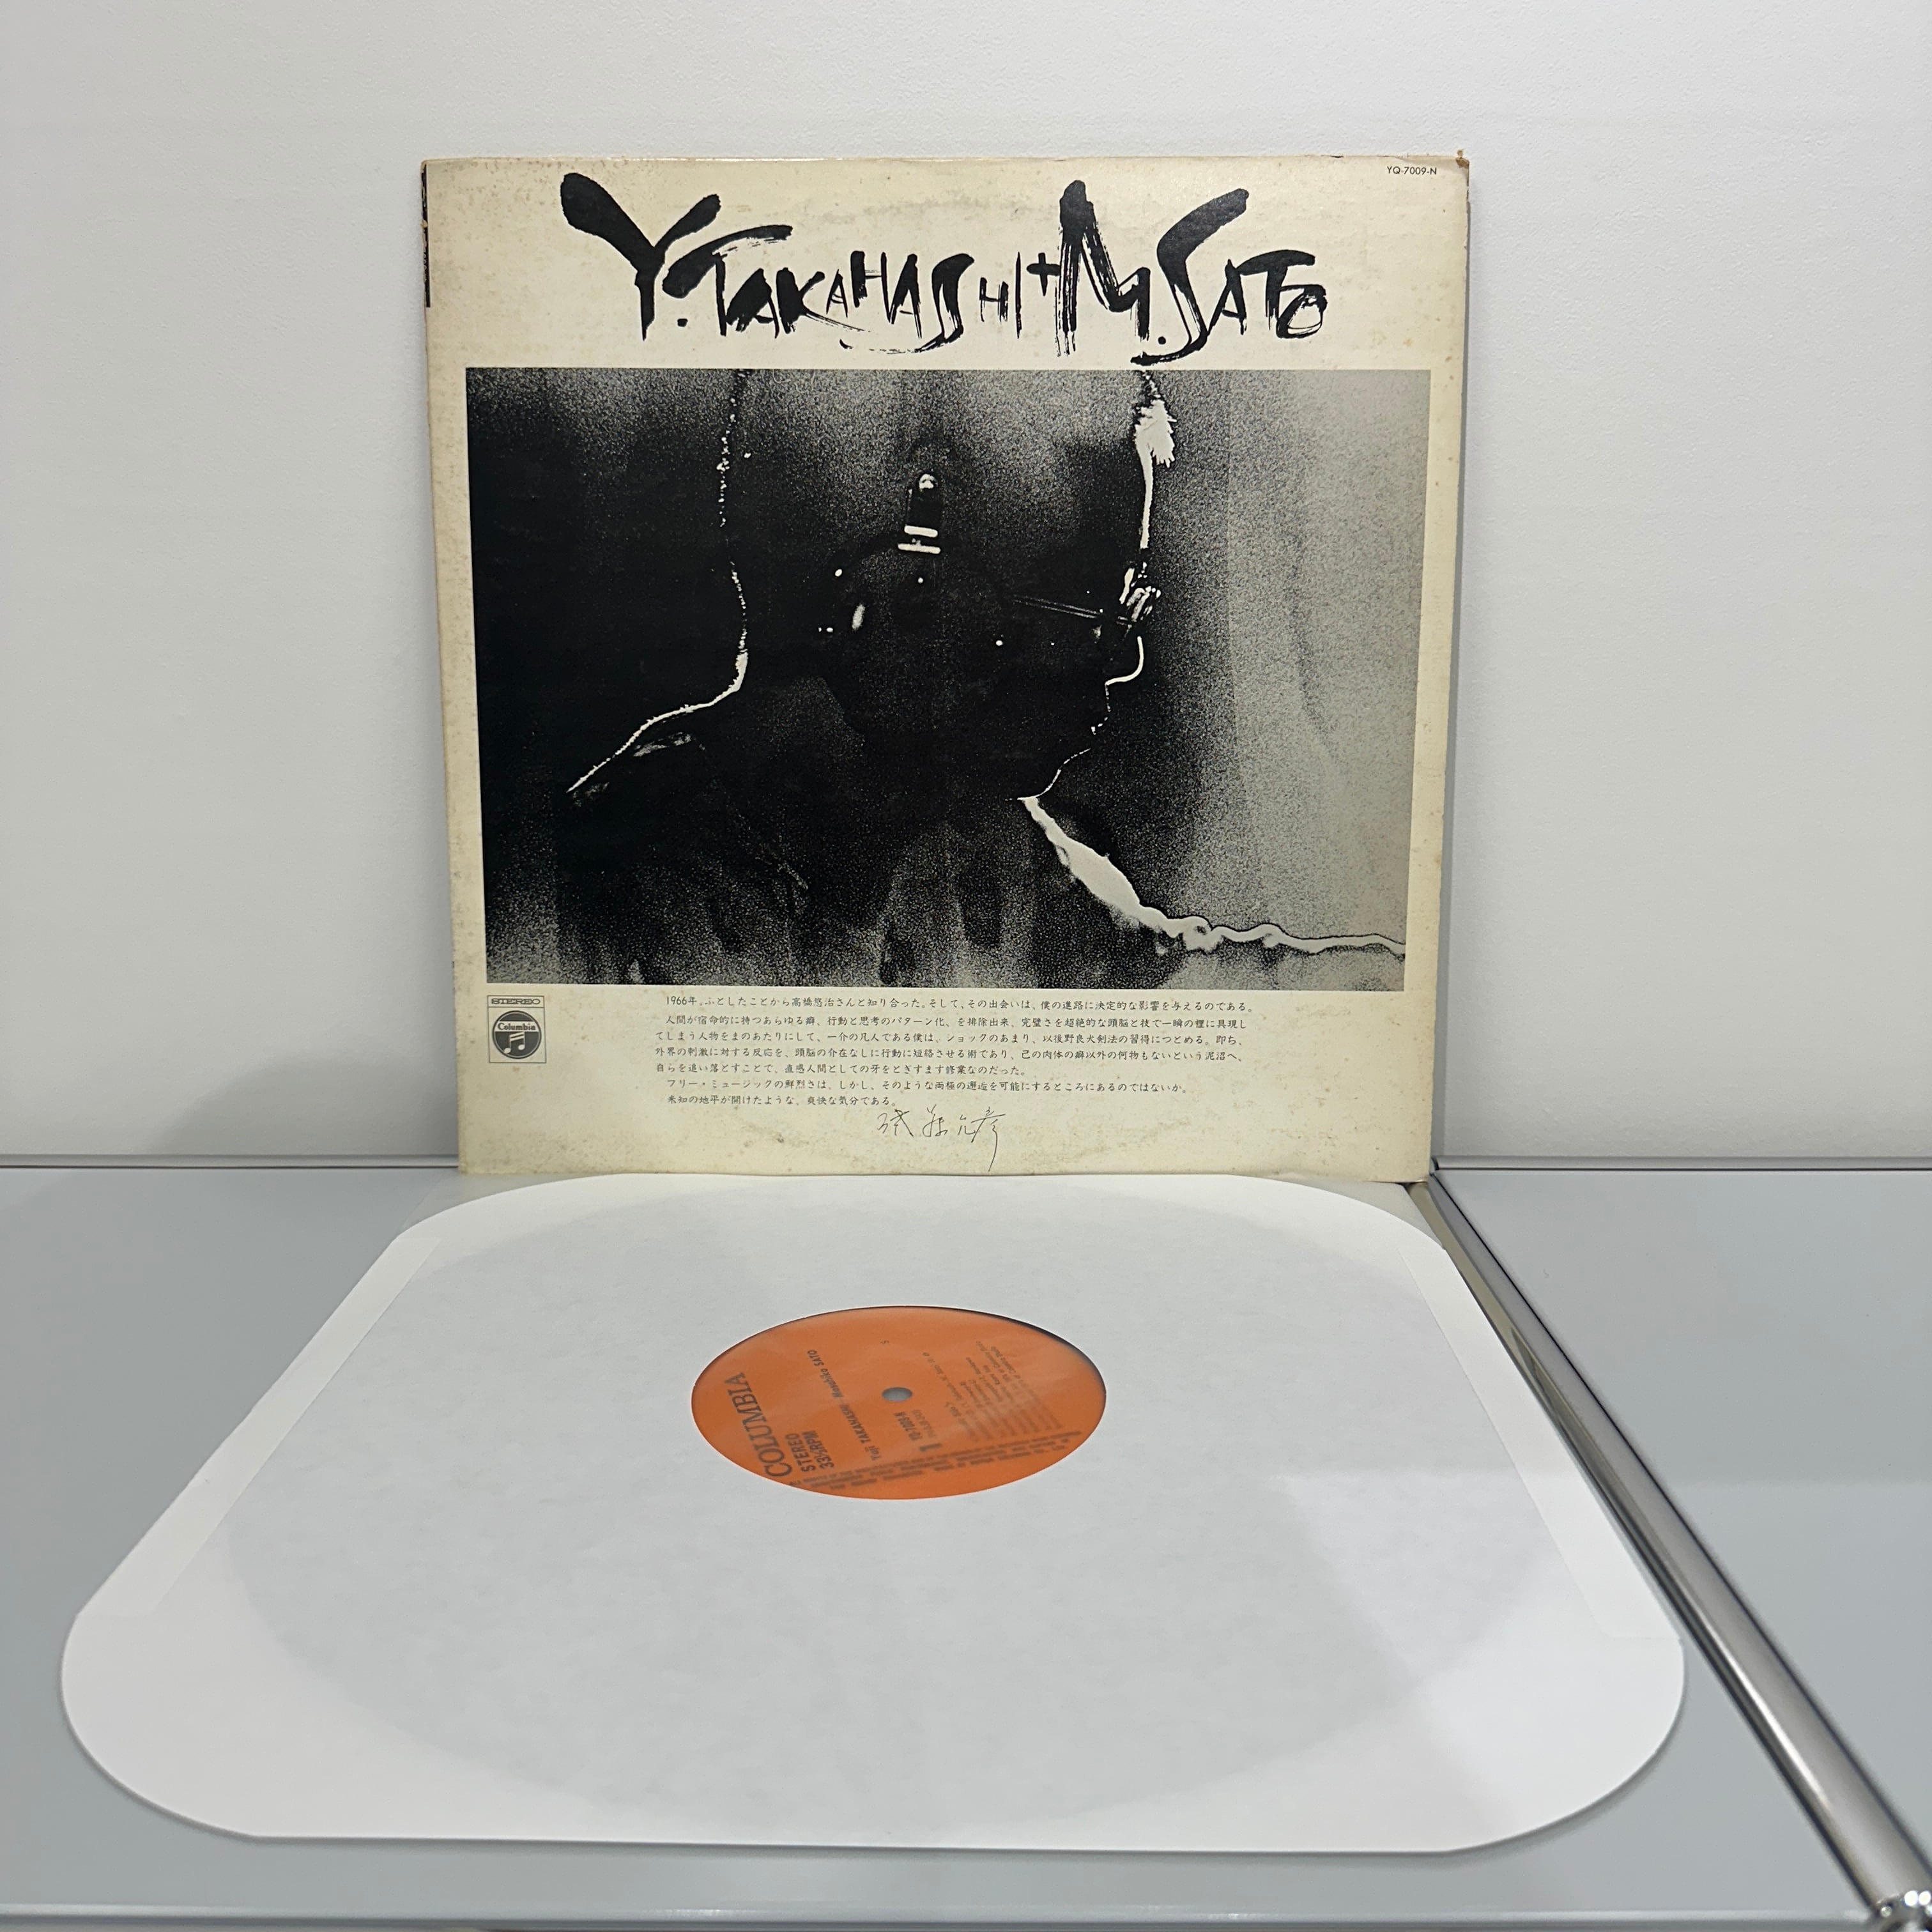 YQ-7009-N
Y. TAKAHASHI + M. SATO
STEREO
Columbia
1966年。ふとしたことから高橋悠治さんと知り合った。そして、その出会いは、僕の進路に決定的な影響を与えるのである。
人間が宿命的に持つあらゆる癖、行動と思考のパターン化、を排除出来、完璧さを超絶的な頭脳と技で一瞬の裡に具現し
てしまう人物をまのあたりにして、一介の凡人である僕は、ショックのあまり、以後野良犬剣法の習得につとめる。即ち、
外界の刺激に対する反応を、頭脳の介在なしに行動に短絡させる術であり、己の肉体の癖以外の何物もないという泥沼へ、
自らを追い落とすことで、直感人間としての牙をとぎすます修業なのだった。
フリー・ミュージックの鮮烈さは、しかし、そのような両極の邂逅を可能にするところにあるのではないか。
未知の地平が開けたような、爽快な気分である。
佐藤允彦
COLUMBIA
STEREO
33⅓RPM
Yuji TAKAHASHI - Masahiko SATO
1
S